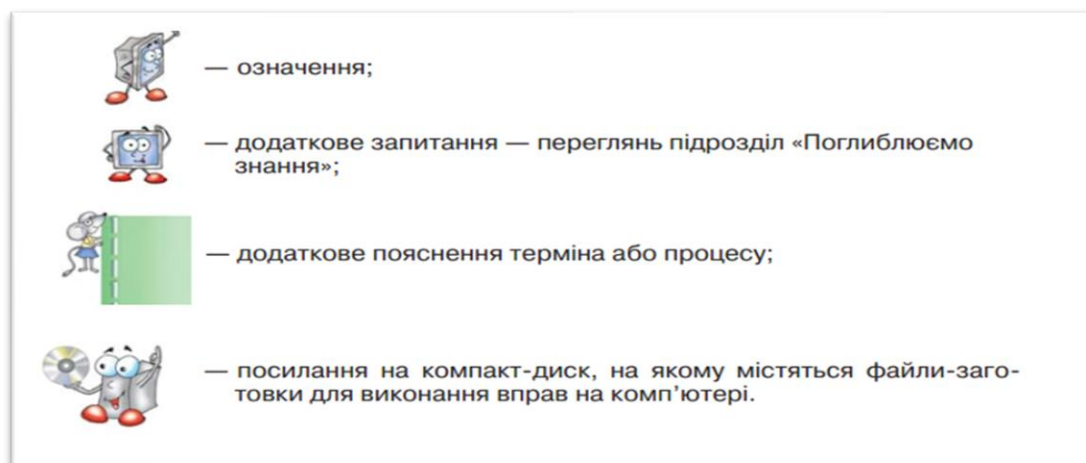 — означення;
— додаткове запитання — переглянь підрозділ «Поглиблюємо
знання»;
— додаткове пояснення терміна або процесу;
— посилання на компакт-диск, на якому містяться файли-заго-
товки для виконання вправ на комп’ютері.